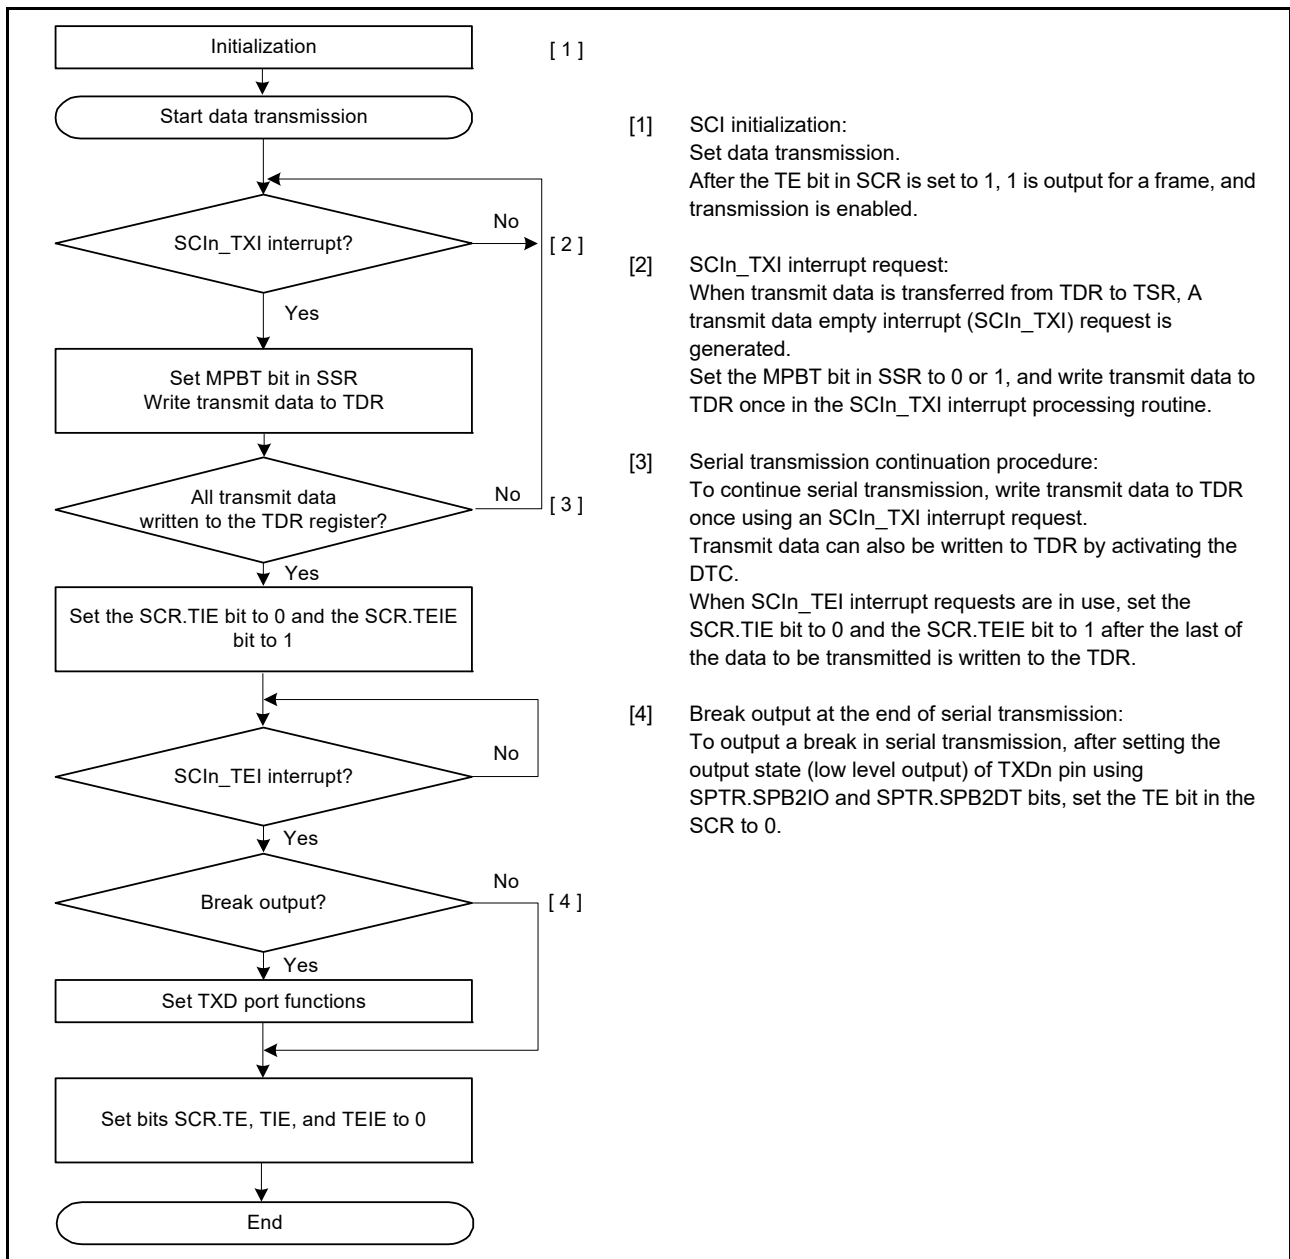 Initialization
[ 1 ]
Start data transmission
SCIn_TXI interrupt?
No
[ 2 ]
Yes
Set MPBT bit in SSR
Write transmit data to TDR
All transmit data
written to the TDR register?
No
[ 3 ]
Yes
Set the SCR.TIE bit to 0 and the SCR.TEIE
bit to 1
SCIn_TEI interrupt?
No
Yes
Break output?
No
[ 4 ]
Yes
Set TXD port functions
Set bits SCR.TE, TIE, and TEIE to 0
End
[1] SCI initialization:
Set data transmission.
After the TE bit in SCR is set to 1, 1 is output for a frame, and
transmission is enabled.
[2] SCIn_TXI interrupt request:
When transmit data is transferred from TDR to TSR, A
transmit data empty interrupt (SCIn_TXI) request is
generated.
Set the MPBT bit in SSR to 0 or 1, and write transmit data to
TDR once in the SCIn_TXI interrupt processing routine.
[3] Serial transmission continuation procedure:
To continue serial transmission, write transmit data to TDR
once using an SCIn_TXI interrupt request.
Transmit data can also be written to TDR by activating the
DTC.
When SCIn_TEI interrupt requests are in use, set the
SCR.TIE bit to 0 and the SCR.TEIE bit to 1 after the last of
the data to be transmitted is written to the TDR.
[4] Break output at the end of serial transmission:
To output a break in serial transmission, after setting the
output state (low level output) of TXDn pin using
SPTR.SPB2IO and SPTR.SPB2DT bits, set the TE bit in the
SCR to 0.